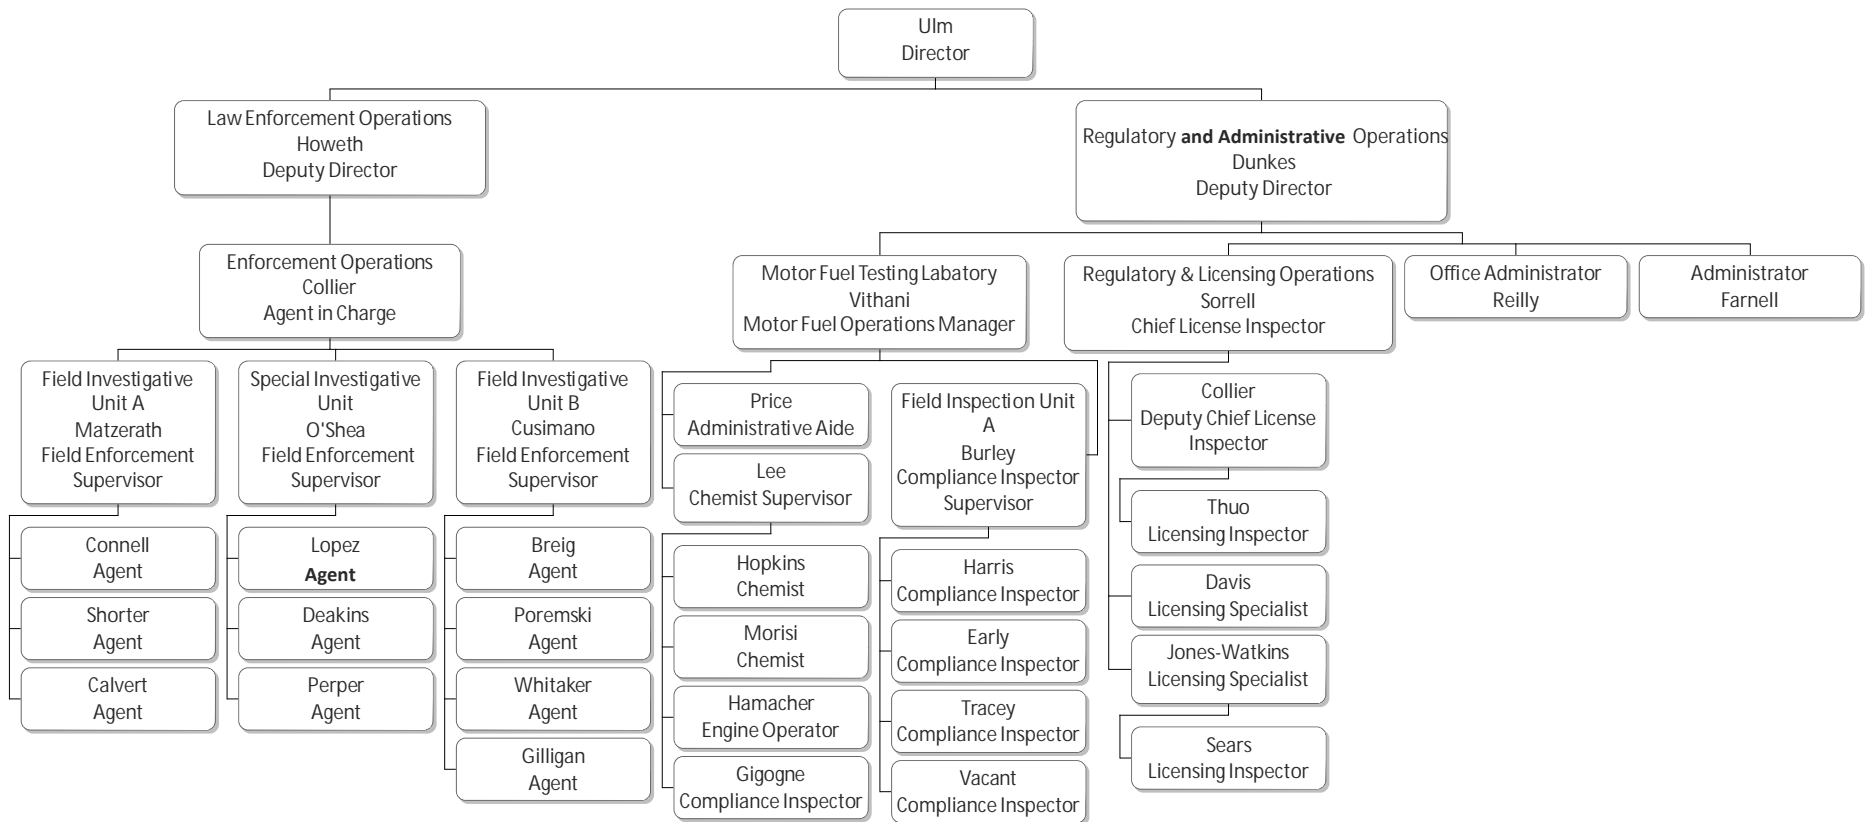 Ulm
Director
Law Enforcement Operations
Howeth
Deputy Director
Regulatory and Administrative Operations
Dunkes
Deputy Director
Enforcement Operations
Collier
Agent in Charge
Motor Fuel Testing Labatory
Vithani
Motor Fuel Operations Manager
Regulatory & Licensing Operations
Sorrell
Chief License Inspector
Office Administrator
Reilly
Administrator
Farnell
Field Investigative
Unit A
Matzerath
Field Enforcement
Supervisor
Connell
Agent
Shorter
Agent
Calvert
Agent
Special Investigative
Unit
O'Shea
Field Enforcement
Supervisor
Lopez
Agent
Deakins
Agent
Perper
Agent
Field Investigative
Unit B
Cusimano
Field Enforcement
Supervisor
Breig
Agent
Poremski
Agent
Whitaker
Agent
Gilligan
Agent
Price
Administrative Aide
Lee
Chemist Supervisor
Hopkins
Chemist
Morisi
Chemist
Hamacher
Engine Operator
Gigogne
Compliance Inspector
Field Inspection Unit
A
Burley
Compliance Inspector
Supervisor
Harris
Compliance Inspector
Early
Compliance Inspector
Tracey
Compliance Inspector
Vacant
Compliance Inspector
Collier
Deputy Chief License
Inspector
Thuo
Licensing Inspector
Davis
Licensing Specialist
Jones-Watkins
Licensing Specialist
Sears
Licensing Inspector